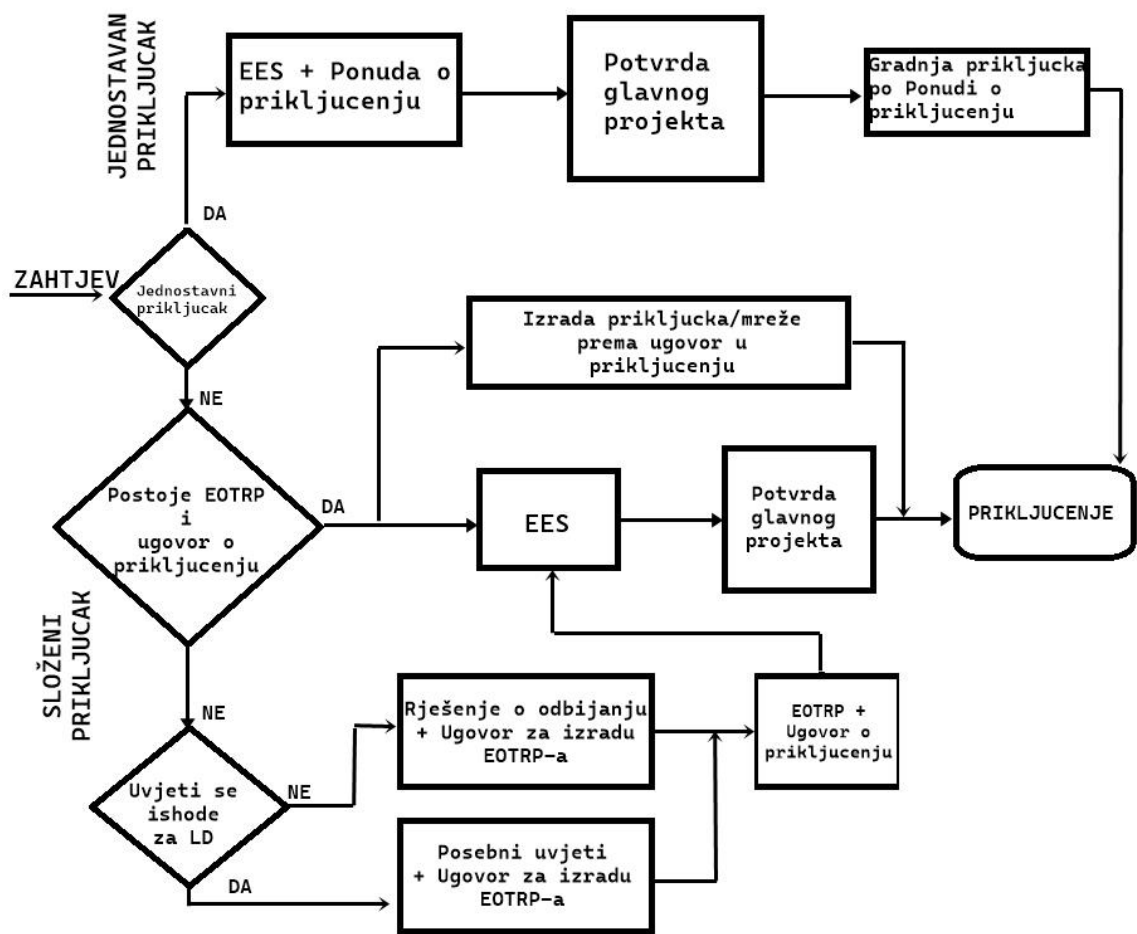 JEDNOSTAVAN
PRIKLJUCAK
EES + Ponuda o
prikljucenju
Potvrda
glavnog
projekta
Gradnja prikljucka
po Ponudi o
prikljucenju
DA
ZAHTJEV
Jednostavni
prikljucak
NE
Izrada prikljucka/mreže
prema ugovor u
prikljucenju
Postoje EOTRP
i
ugovor o
prikljucenju
DA
EES
Potvrda
glavnog
projekta
PRIKLJUCENJE
SLOŽENI
PRIKLJUCAK
NE
Rješenje o odbijanju
+ Ugovor za izradu
EOTRP-a
EOTRP +
Ugovor o
prikljucenju
Uvjeti se
ishode
za LD
NE
DA
Posebni uvjeti
+ Ugovor za izradu
EOTRP-a